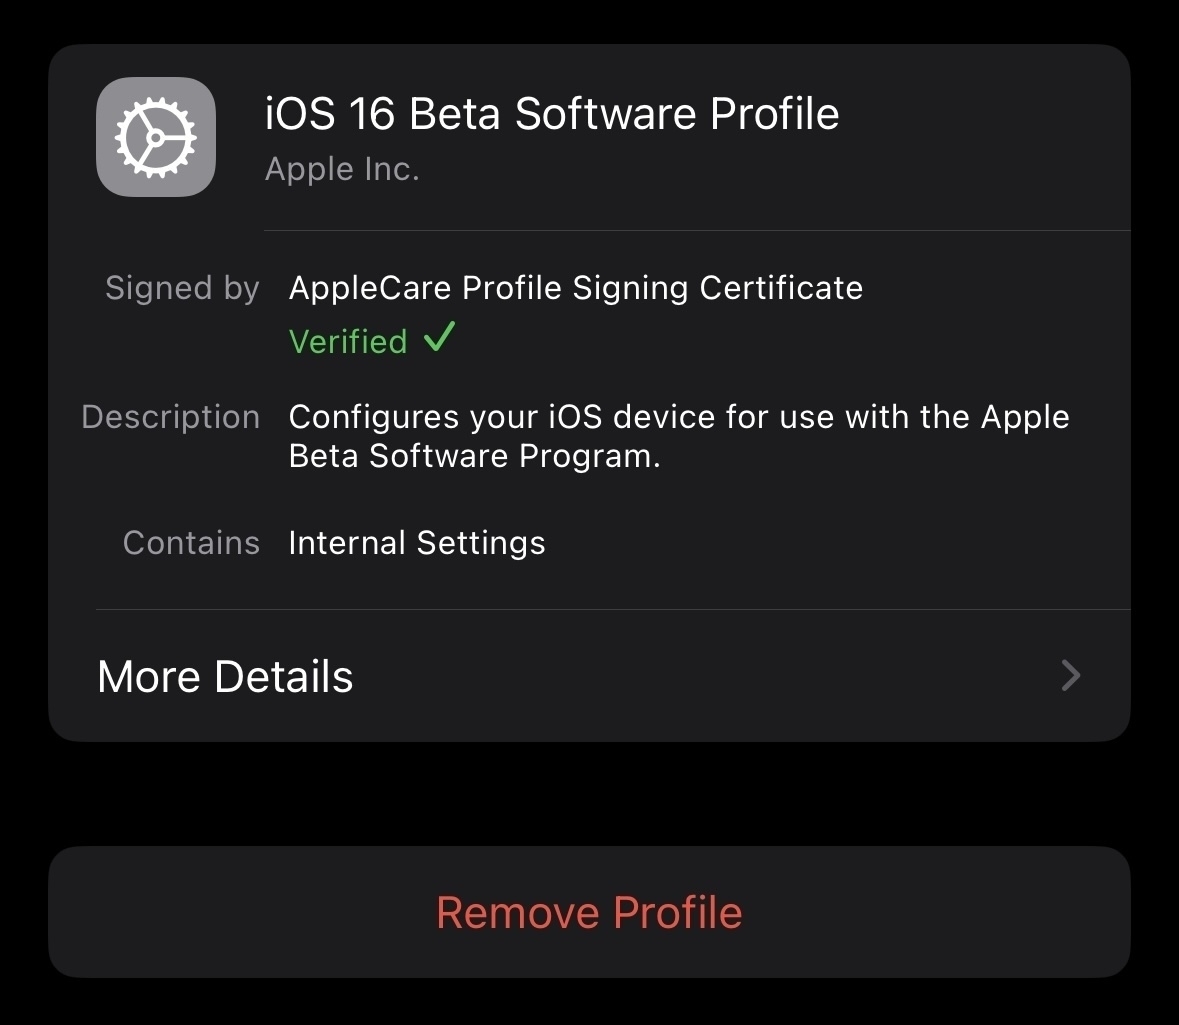 iOS 16 Beta Software Profile
Apple Inc.
Signed by AppleCare Profile Signing Certificate
Verified ✓
Description Configures your iOS device for use with the Apple
Beta Software Program.
Contains Internal Settings
More Details
Remove Profile